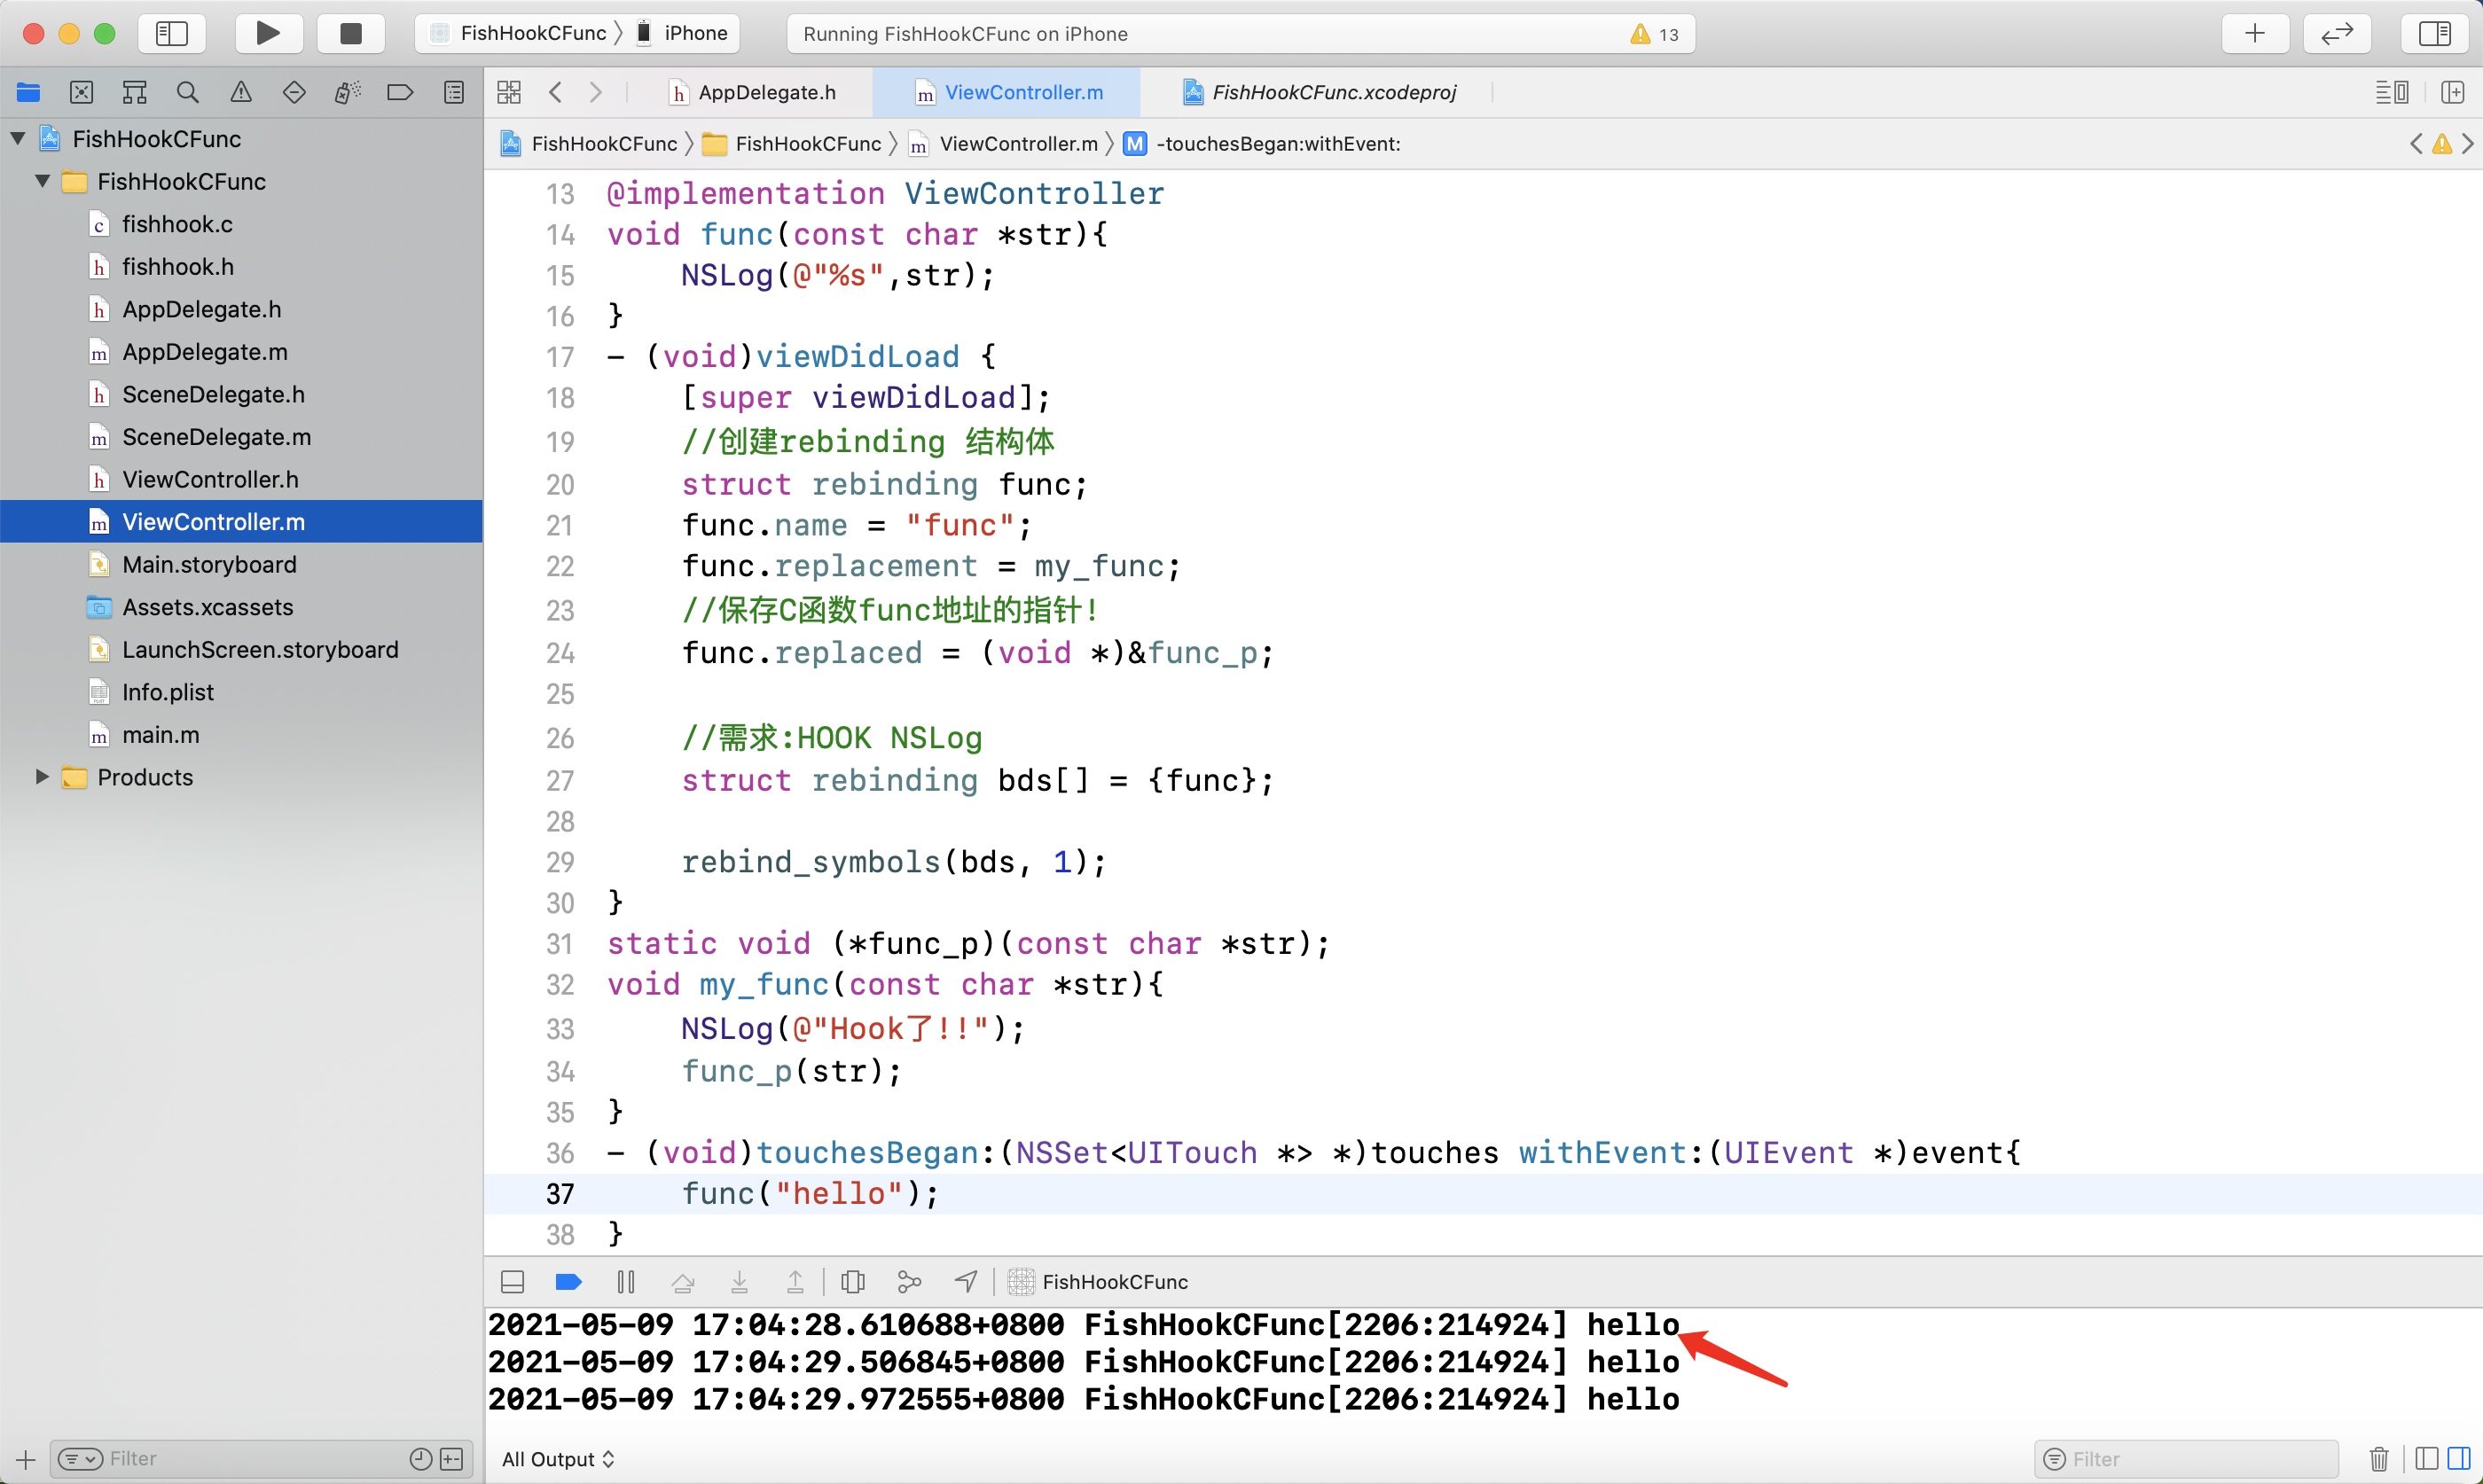 FishHookCFunc 〉 iPhone
Running FishHookCFunc on iPhone
13
AppDelegate.h
ViewController.m
FishHookCFunc.xcodeproj
FishHookCFunc 〉 FishHookCFunc 〉 ViewController.m 〉 M -touchesBegan:withEvent:
FishHookCFunc
FishHookCFunc
fishhook.c
fishhook.h
AppDelegate.h
AppDelegate.m
SceneDelegate.h
SceneDelegate.m
ViewController.h
ViewController.m
Main.storyboard
Assets.xcassets
LaunchScreen.storyboard
Info.plist
main.m
Products
13 @implementation ViewController
14 void func(const char *str){
15     NSLog(@"%s",str);
16 }
17 - (void)viewDidLoad {
18     [super viewDidLoad];
19     //创建rebinding 结构体
20     struct rebinding func;
21     func.name = "func";
22     func.replacement = my_func;
23     //保存C函数func地址的指针!
24     func.replaced = (void *)&func_p;
25
26     //需求:HOOK NSLog
27     struct rebinding bds[] = {func};
28
29     rebind_symbols(bds, 1);
30 }
31 static void (*func_p)(const char *str);
32 void my_func(const char *str){
33     NSLog(@"Hook了!!");
34     func_p(str);
35 }
36 - (void)touchesBegan:(NSSet<UITouch *> *)touches withEvent:(UIEvent *)event{
37     func("hello");
38 }
FishHookCFunc
2021-05-09 17:04:28.610688+0800 FishHookCFunc[2206:214924] hello
2021-05-09 17:04:29.506845+0800 FishHookCFunc[2206:214924] hello
2021-05-09 17:04:29.972555+0800 FishHookCFunc[2206:214924] hello
Filter
All Output
Filter